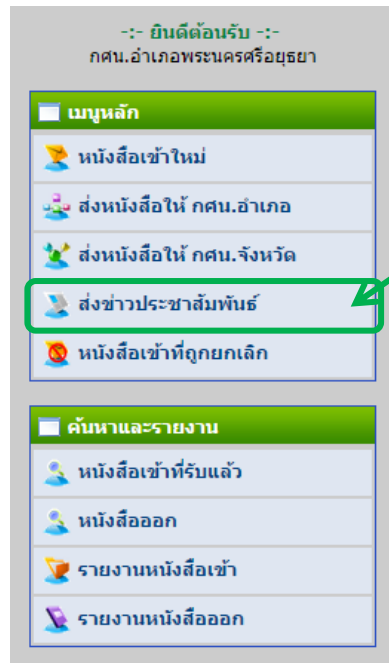 -:- ยินดีต้อนรับ -:-
กศน.อำเภอพระนครศรีอยุธยา
เมนูหลัก
หนังสือเข้าใหม่
ส่งหนังสือให้ กศน.อำเภอ
ส่งหนังสือให้ กศน.จังหวัด
ส่งข่าวประชาสัมพันธ์
หนังสือเข้าที่ถูกยกเลิก
ค้นหาและรายงาน
หนังสือเข้าที่รับแล้ว
หนังสือออก
รายงานหนังสือเข้า
รายงานหนังสือออก